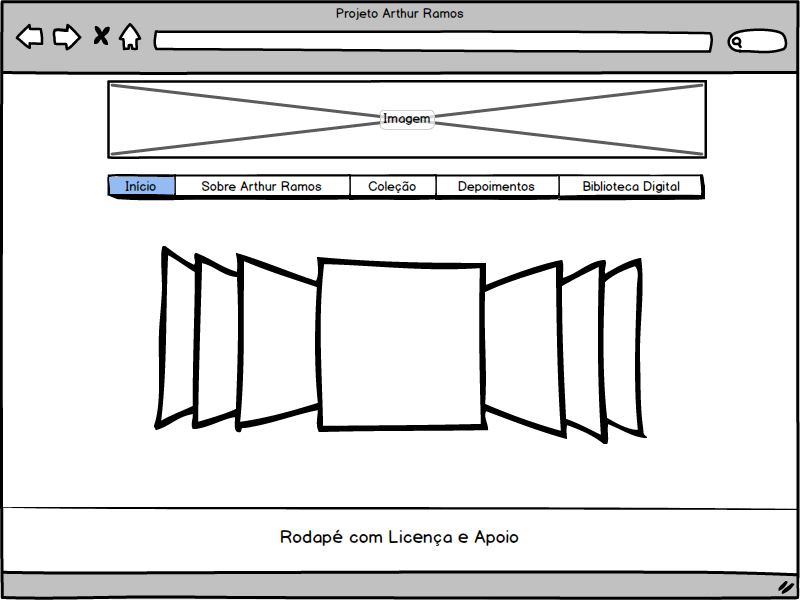 Projeto Arthur Ramos
Imagem
Início
Sobre Arthur Ramos
Coleção
Depoimentos
Biblioteca Digital
Rodapé com Licença e Apoio